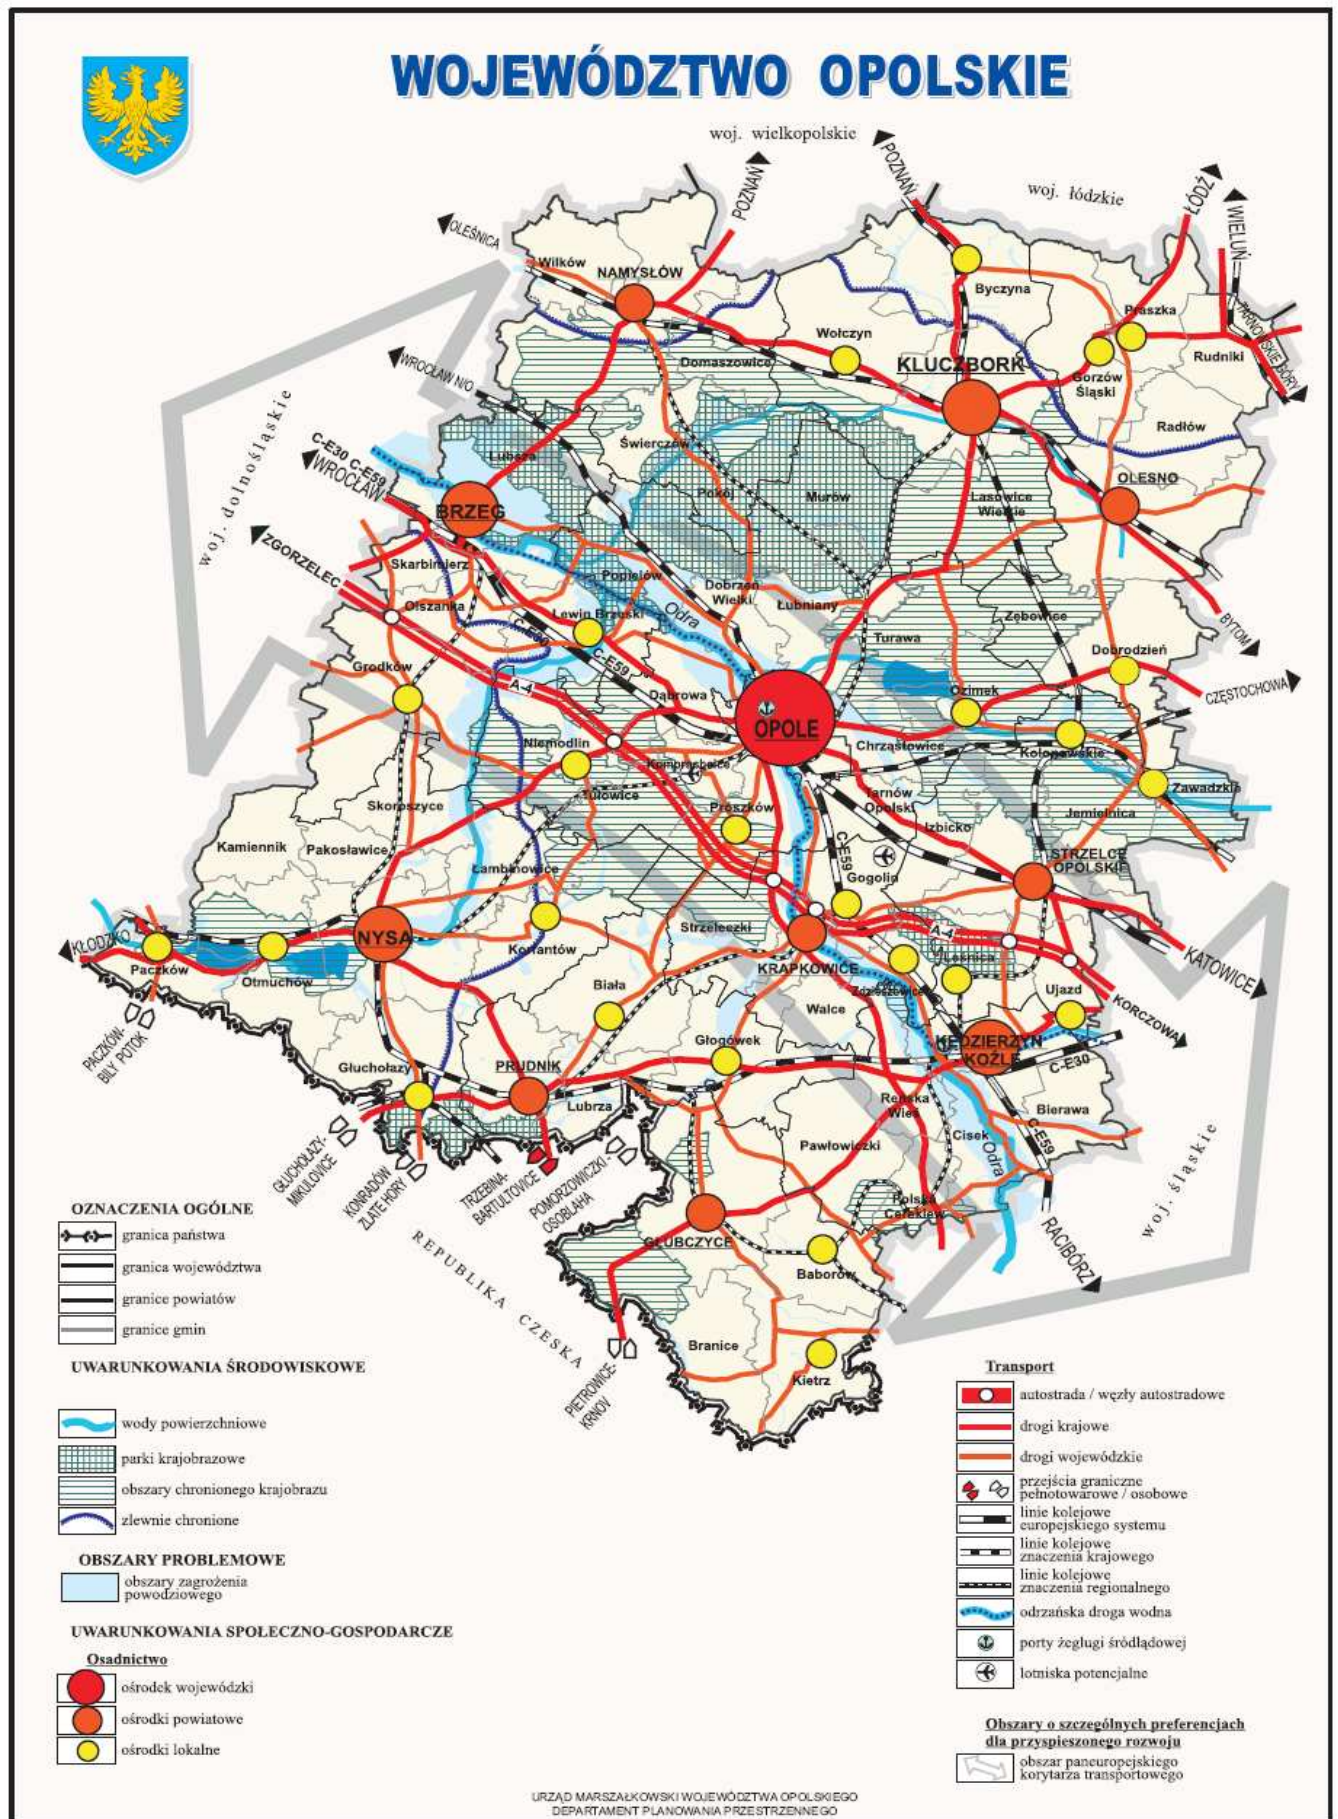 WOJEWÓDZTWO OPOLSKIE
woj. wielkopolskie
woj. łódzkie
POZNAŃ
POZNAŃ
ŁÓDŹ
WIELUŃ
OLEŚNICA
Wilków
NAMYSŁÓW
Byczyna
Praszka
TARNOWSKIE GÓRY
Wołczyn
Rudniki
Domaszowice
KLUCZBORK
WROCŁAW N/O
Gorzów
Śląski
woj. dolnośląskie
Radłów
Świerczów
C-E30 C-E59
WROCŁAW
Lubsza
Pokój
Murów
Lasowice
Wielkie
OLESNO
BRZEG
ZGORZELEC
Skarbimierz
Popielów
Dobrzeń
Wielki
Łubniany
Olszanka
Lewin Brzeski
Odra
Zębowice
C-E30
Turawa
BYTOM
Grodków
C-E59
Dobrodzień
A-4
Dąbrowa
Ozimek
CZĘSTOCHOWA
OPOLE
Niemodlin
Chrząstowice
Kolonowskie
Komprachcice
Skoroszyce
Tułowice
Prószków
Tarnów
Opolski
Zawadzkie
Izbicko
Jemielnica
Kamiennik
Pakosławice
C-E59
STRZELCE
OPOLSKIE
Łambinowice
Gogolin
Strzeleczki
A-4
KŁODZKO
NYSA
Korfantów
KATOWICE
Paczków
KRAPKOWICE
Leśnica
Otmuchów
Biała
Zdzieszowice
Ujazd
KORCZOWA
Walce
PACZKÓW-
BILY POTOK
Głogówek
KĘDZIERZYN
KOŹLE
Głuchołazy
PRUDNIK
C-E30
Lubrza
Reńska
Wieś
Bierawa
Cisek
C-E59
Pawłowiczki
Odra
GŁUCHOŁAZY-
MIKULOVICE
KONRADÓW
ZLATE HORY
TRZEBINA-
BARTULTOVICE
POMORZOWICZKI -
OSOBLAHA
woj. śląskie
Polska
Cerekiew
RACIBÓRZ
GŁUBCZYCE
REPUBLIKA CZESKA
Baborów
Branice
Kietrz
PIETROWICE-
KRNOV
OZNACZENIA OGÓLNE
granica państwa
granica województwa
granice powiatów
granice gmin
UWARUNKOWANIA ŚRODOWISKOWE
wody powierzchniowe
parki krajobrazowe
obszary chronionego krajobrazu
zlewnie chronione
OBSZARY PROBLEMOWE
obszary zagrożenia
powodziowego
UWARUNKOWANIA SPOŁECZNO-GOSPODARCZE
Osadnictwo
ośrodek wojewódzki
ośrodki powiatowe
ośrodki lokalne
Transport
autostrada / węzły autostradowe
drogi krajowe
drogi wojewódzkie
przejścia graniczne
pełnotowarowe / osobowe
linie kolejowe
europejskiego systemu
linie kolejowe
znaczenia krajowego
linie kolejowe
znaczenia regionalnego
odrzańska droga wodna
porty żeglugi śródlądowej
lotniska potencjalne
Obszary o szczególnych preferencjach
dla przyspieszonego rozwoju
obszar paneuropejskiego
korytarza transportowego
URZĄD MARSZAŁKOWSKI WOJEWÓDZTWA OPOLSKIEGO
DEPARTAMENT PLANOWANIA PRZESTRZENNEGO